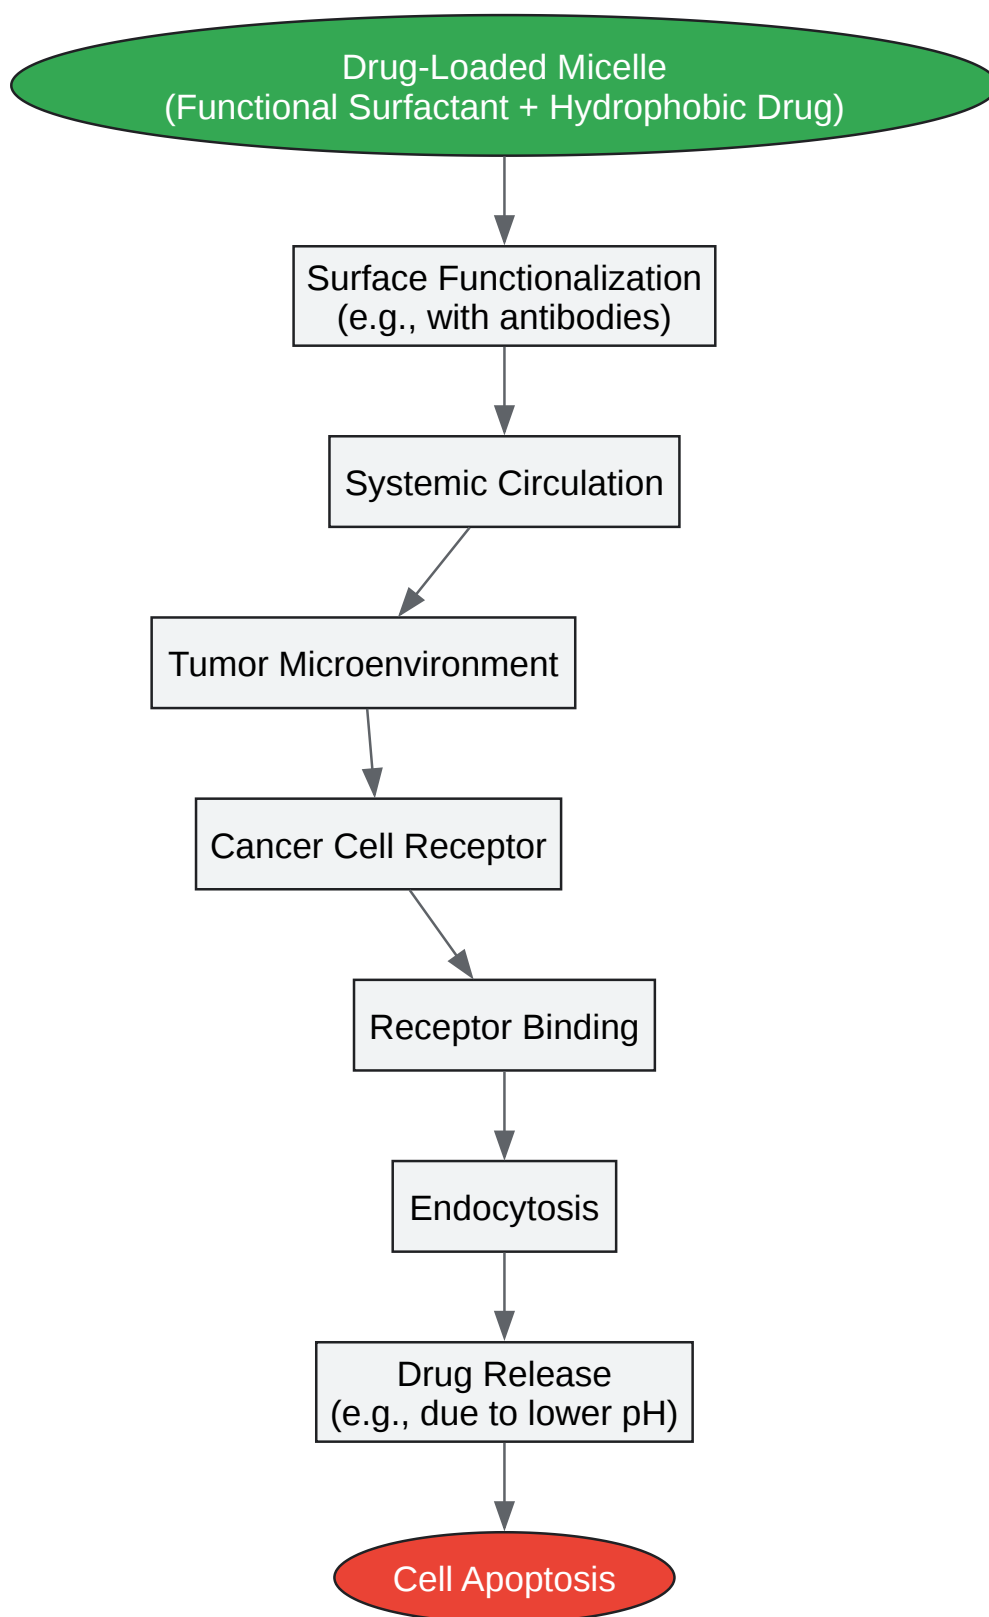 Drug-Loaded Micelle
(Functional Surfactant + Hydrophobic Drug)
Surface Functionalization
(e.g., with antibodies)
Systemic Circulation
Tumor Microenvironment
Cancer Cell Receptor
Receptor Binding
Endocytosis
Drug Release
(e.g., due to lower pH)
Cell Apoptosis